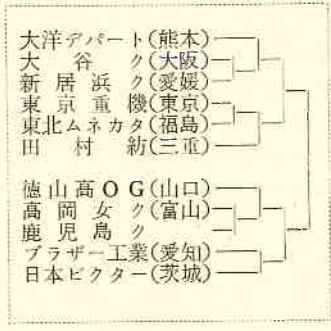 大洋デパート(熊本)
大谷ク(大阪)
新居浜ク(愛媛)
東京重機(東京)
東北ムネカタ(福島)
田村紡(三重)
徳山高OG(山口)
高岡女ク(富山)
鹿児島ク
ブラザー工業(愛知)
日本ビクター(茨城)